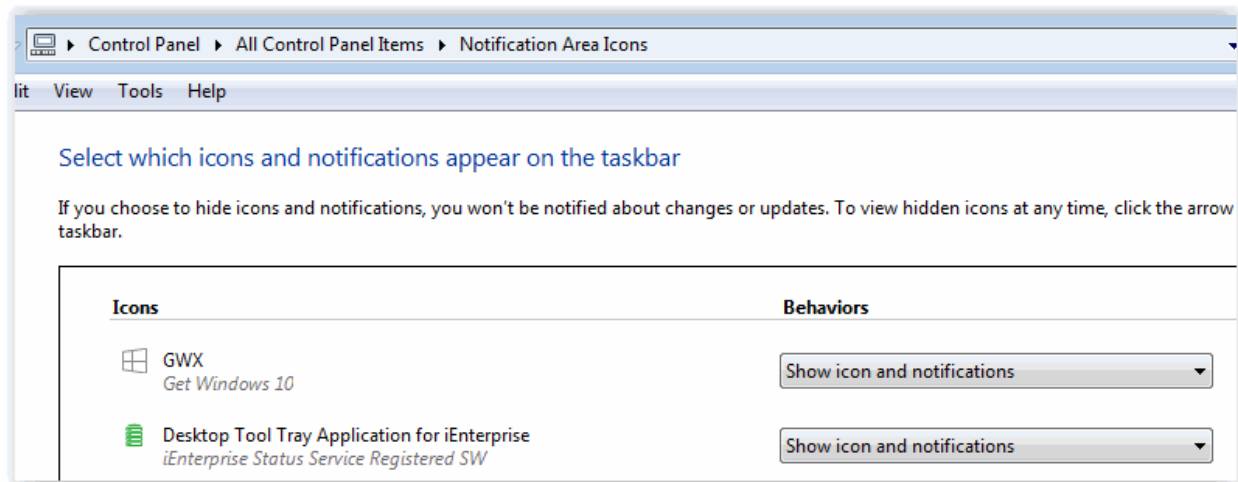 Control Panel ▸ All Control Panel Items ▸ Notification Area Icons
lit View Tools Help
Select which icons and notifications appear on the taskbar
If you choose to hide icons and notifications, you won't be notified about changes or updates. To view hidden icons at any time, click the arrow
taskbar.
Icons Behaviors
GWX
Get Windows 10
Show icon and notifications
Desktop Tool Tray Application for iEnterprise
iEnterprise Status Service Registered SW
Show icon and notifications